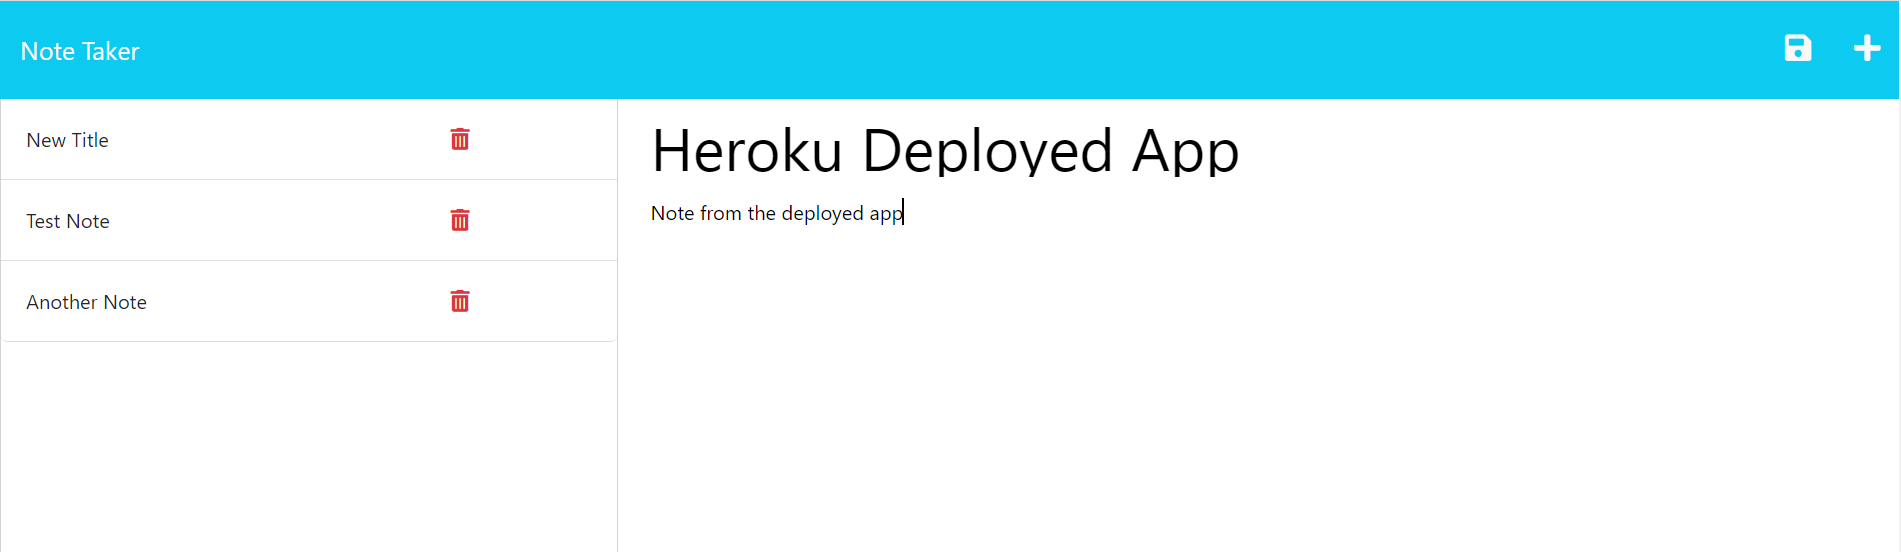 Note Taker
New Title
Test Note
Another Note
Heroku Deployed App
Note from the deployed app